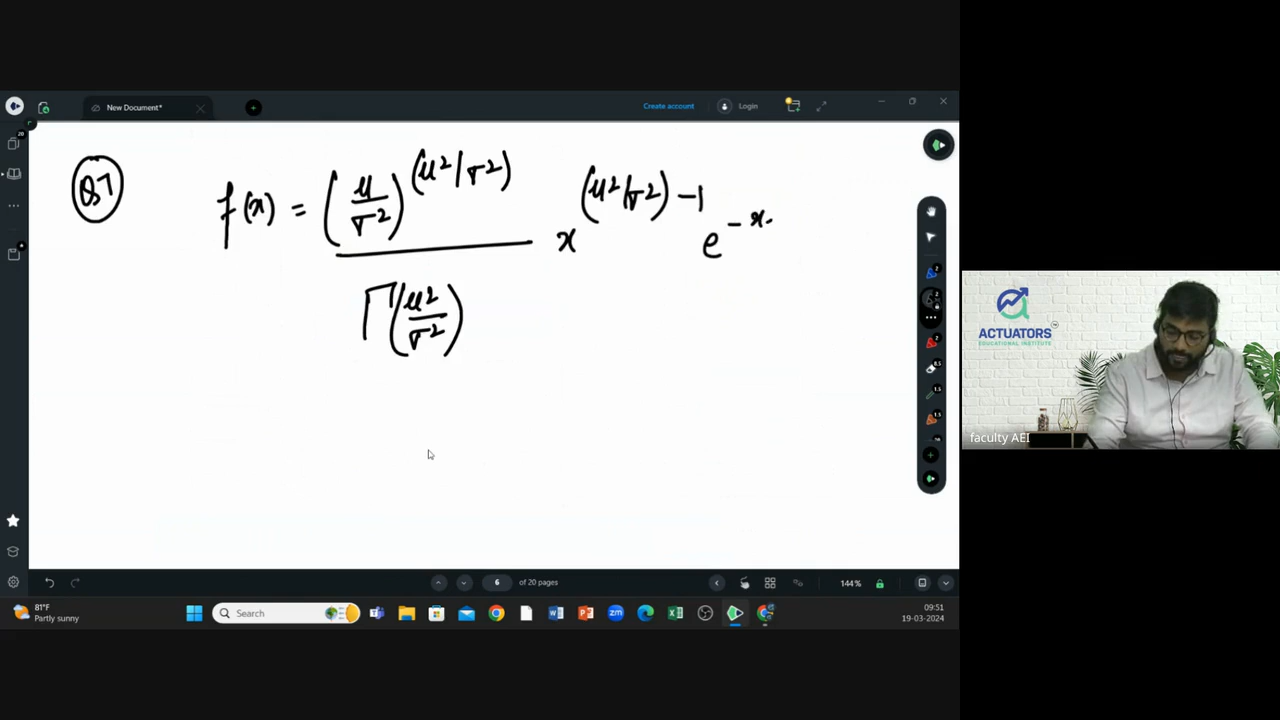 New Document*
Create account
Login
Q7
f(x) = (μ/σ²)^(μ²/σ²) / Γ(μ²/σ²) x^(μ²/σ²) -1 e^-x.
ACTUATORS
EDUCATIONAL INSTITUTE
faculty AEI
6 of 20 pages
144%
81°F
Partly sunny
Search
09:51
19-03-2024